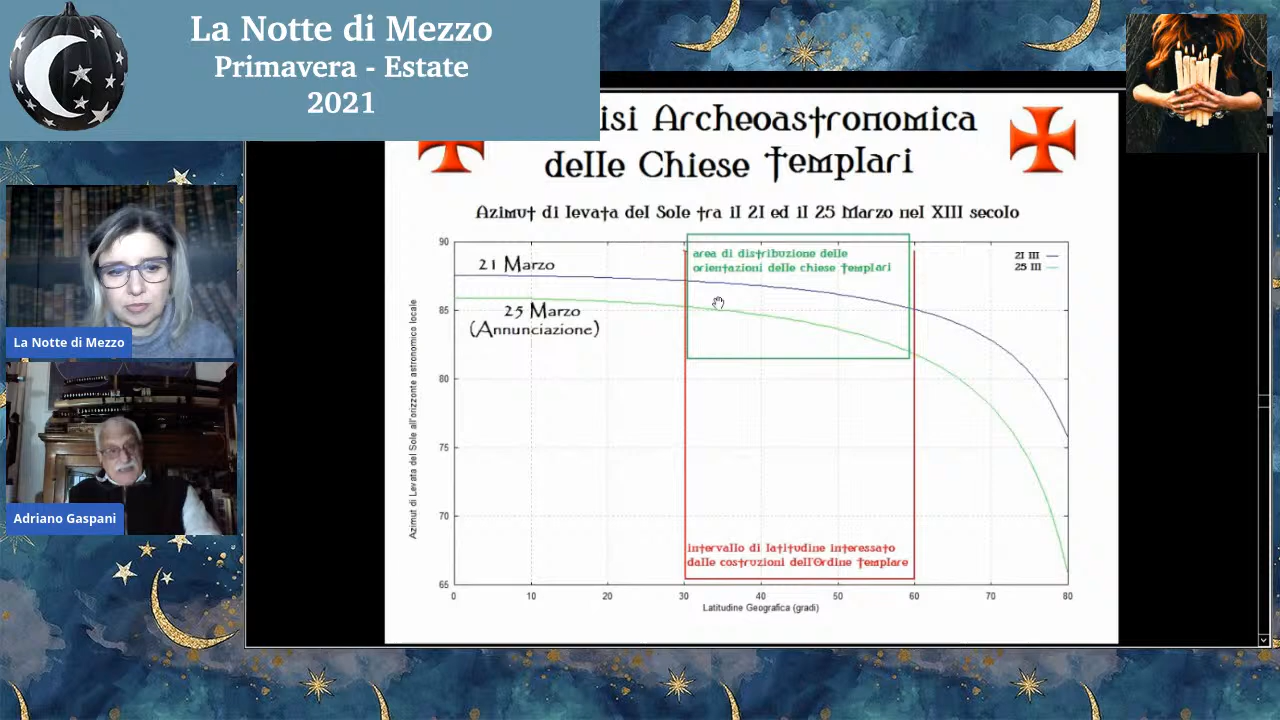 La Notte di Mezzo
Primavera - Estate
2021
isi Archeoastronomica
delle Chiese Templari
Azimut di levata del Sole tra il 21 ed il 25 Marzo nel XIII secolo
90
85
80
75
70
65
0
10
20
30
40
50
60
70
80
Azimut di Levata del Sole all'orizzonte astronomico locale
Latitudine Geografica (gradi)
21 Marzo
25 Marzo
(Annunciazione)
area di distribuzione delle
orientazioni delle chiese templari
21 III
25 III
intervallo di latitudine interessato
dalle costruzioni dell'Ordine Templare
La Notte di Mezzo
Adriano Gaspani